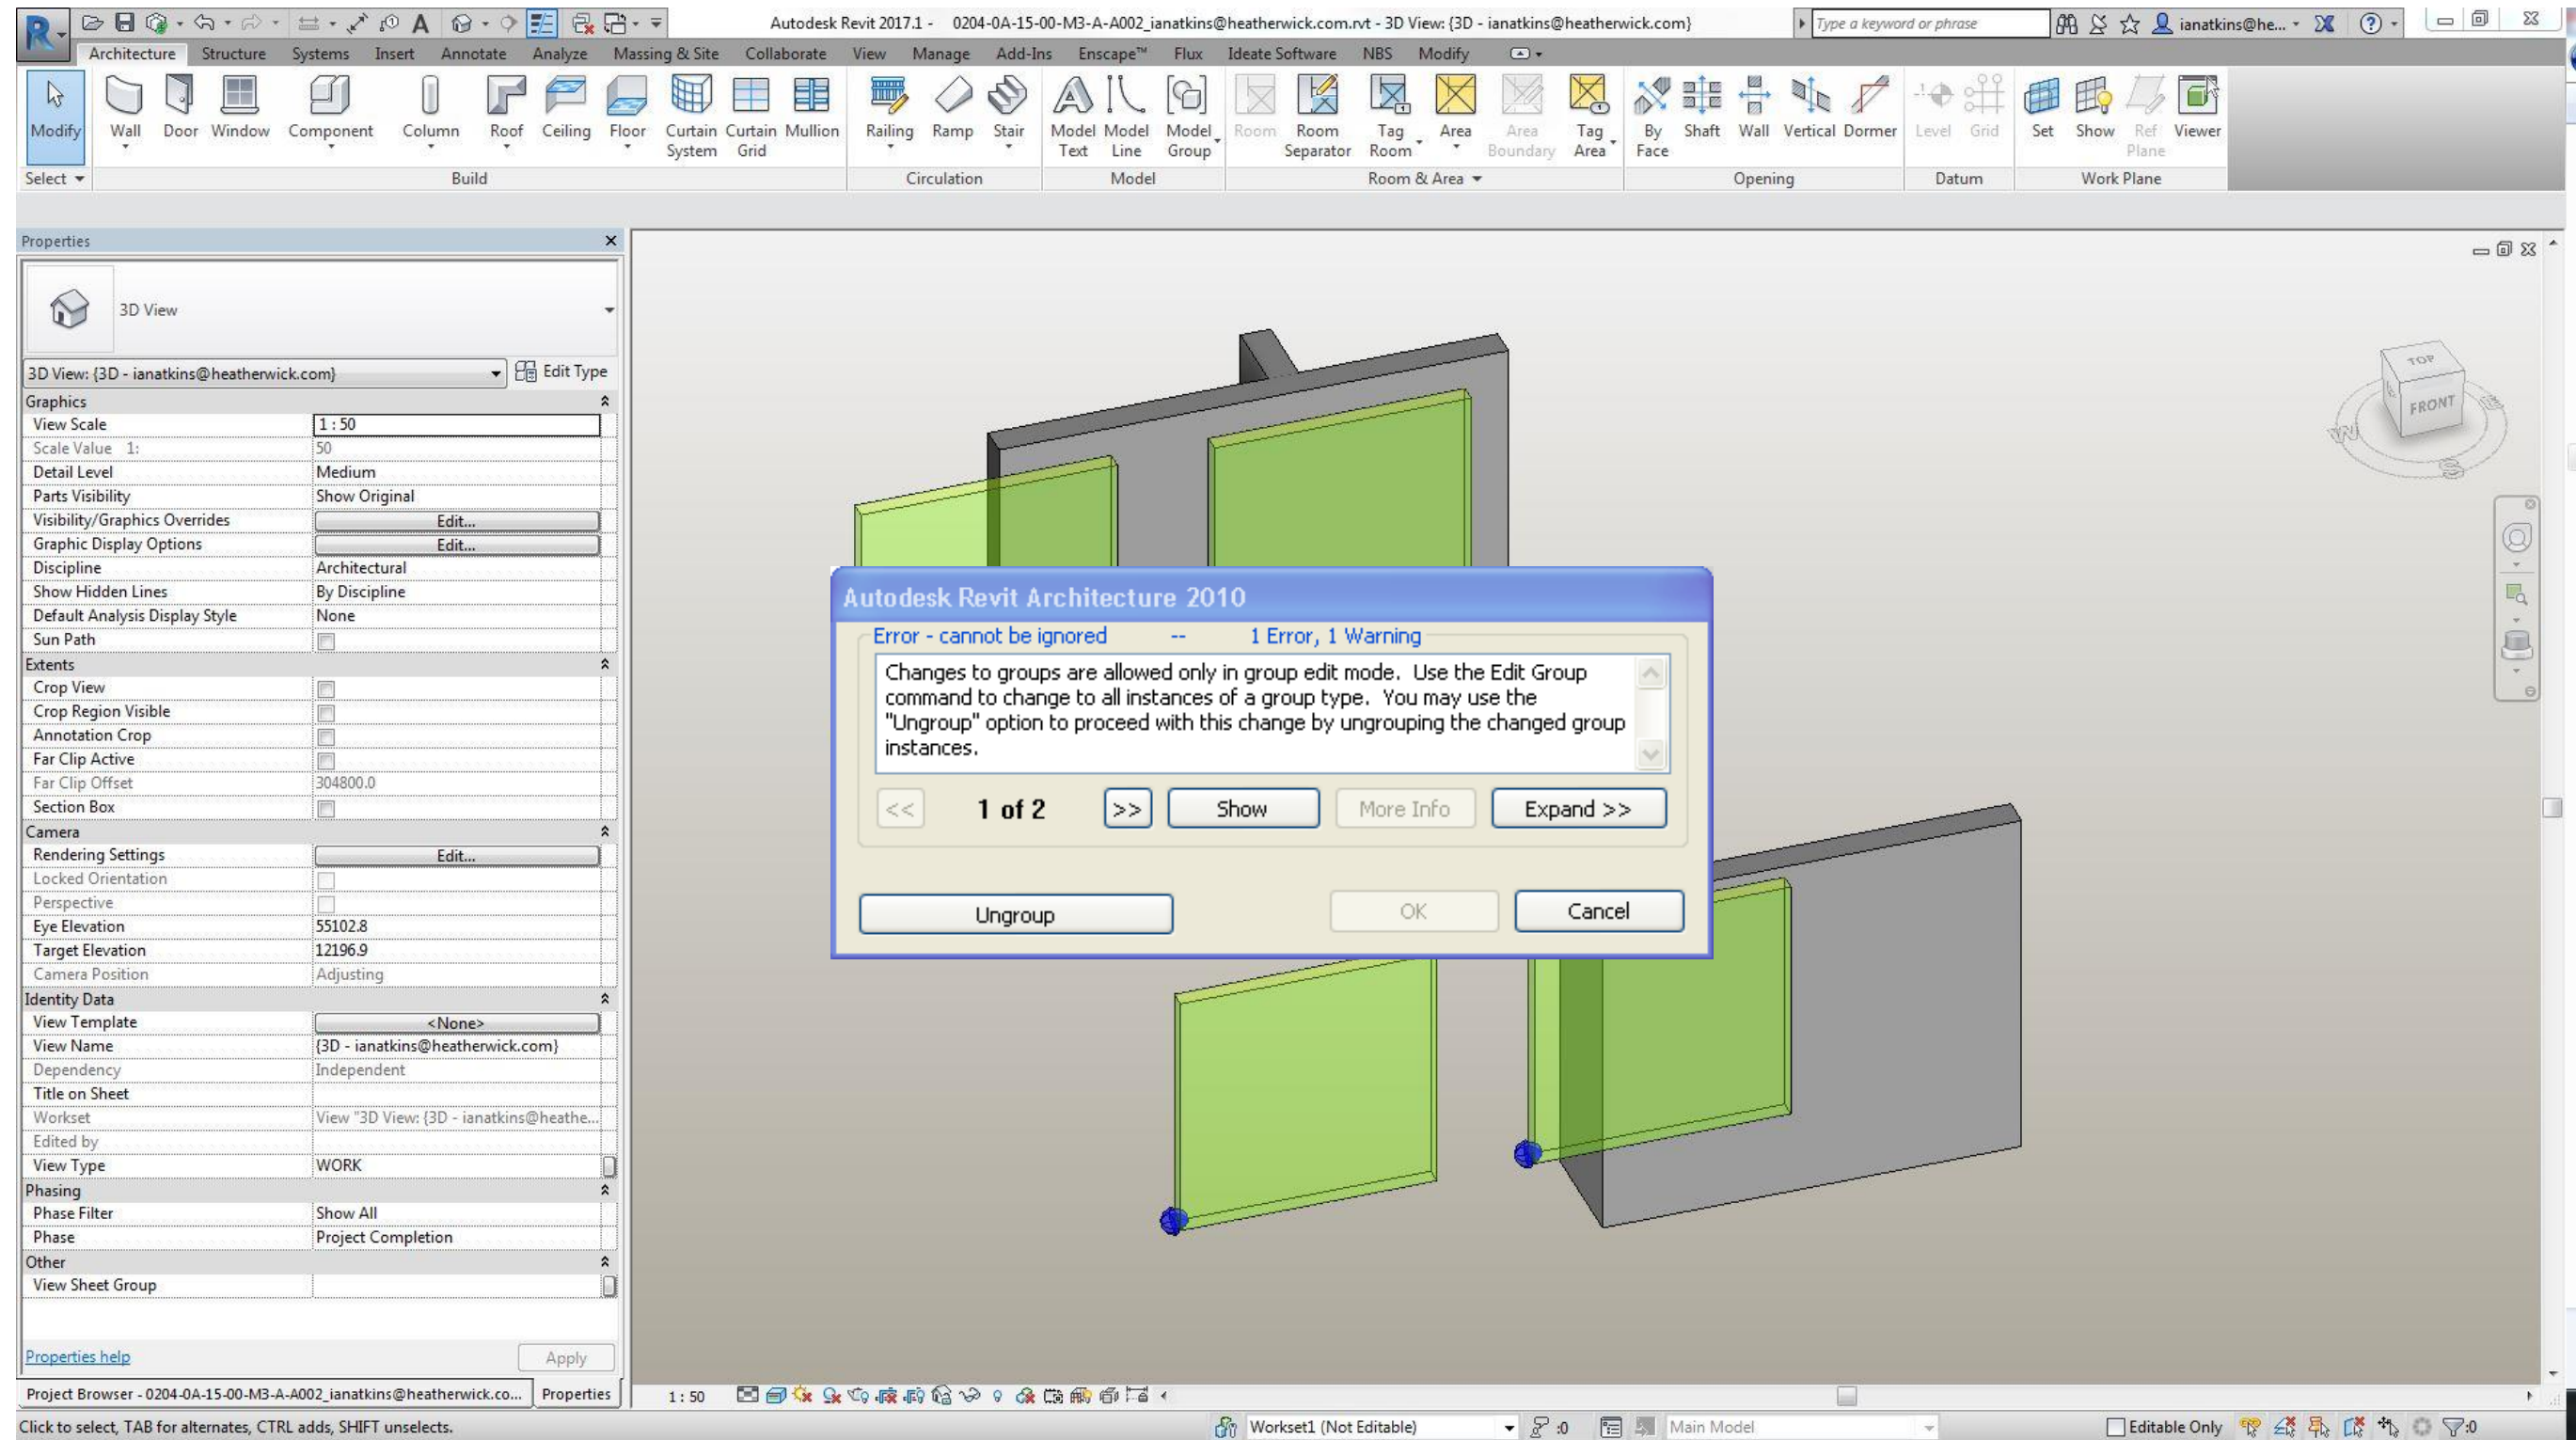 Autodesk Revit 2017.1 - 0204-0A-15-00-M3-A-A002_ianatkins@heatherwick.com.rvt - 3D View: {3D - ianatkins@heatherwick.com}
Type a keyword or phrase
ianatkins@he...
Architecture Structure Systems Insert Annotate Analyze Massing & Site Collaborate View Manage Add-Ins Enscape™ Flux Ideate Software NBS Modify
Modify Wall Door Window Component Column Roof Ceiling Floor Curtain System Curtain Grid Mullion Railing Ramp Stair Model Text Model Line Model Group Room Room Separator Tag Room Area Area Boundary Tag Area By Face Shaft Wall Vertical Dormer Level Grid Set Show Ref Plane Viewer
Select Build Circulation Model Room & Area Opening Datum Work Plane
Properties
3D View
3D View: {3D - ianatkins@heatherwick.com} Edit Type
Graphics
View Scale 1 : 50
Scale Value 1: 50
Detail Level Medium
Parts Visibility Show Original
Visibility/Graphics Overrides Edit...
Graphic Display Options Edit...
Discipline Architectural
Show Hidden Lines By Discipline
Default Analysis Display Style None
Sun Path
Extents
Crop View
Crop Region Visible
Annotation Crop
Far Clip Active
Far Clip Offset 304800.0
Section Box
Camera
Rendering Settings Edit...
Locked Orientation
Perspective
Eye Elevation 55102.8
Target Elevation 12196.9
Camera Position Adjusting
Identity Data
View Template <None>
View Name {3D - ianatkins@heatherwick.com}
Dependency Independent
Title on Sheet
Workset View "3D View: {3D - ianatkins@heathe...
Edited by
View Type WORK
Phasing
Phase Filter Show All
Phase Project Completion
Other
View Sheet Group
Properties help Apply
Project Browser - 0204-0A-15-00-M3-A-A002_ianatkins@heatherwick.co... Properties
TOP
FRONT
W
S
Autodesk Revit Architecture 2010
Error - cannot be ignored -- 1 Error, 1 Warning
Changes to groups are allowed only in group edit mode. Use the Edit Group
command to change to all instances of a group type. You may use the
"Ungroup" option to proceed with this change by ungrouping the changed group
instances.
<< 1 of 2 >> Show More Info Expand >>
Ungroup OK Cancel
1 : 50
Click to select, TAB for alternates, CTRL adds, SHIFT unselects.
Workset1 (Not Editable) :0 Main Model Editable Only :0